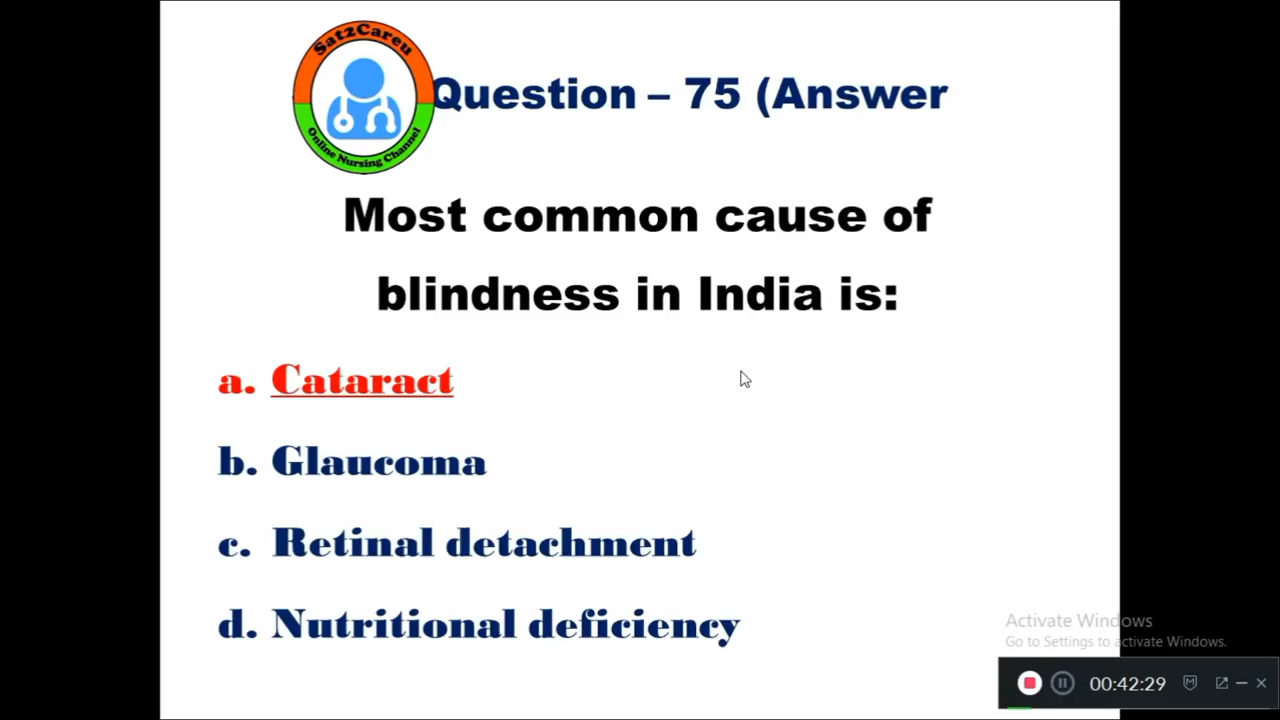 Sat2Careu
Online Nursing Channel
Question – 75 (Answer
Most common cause of
blindness in India is:
a. Cataract
b. Glaucoma
c. Retinal detachment
d. Nutritional deficiency
Activate Windows
Go to Settings to activate Windows.
00:42:29